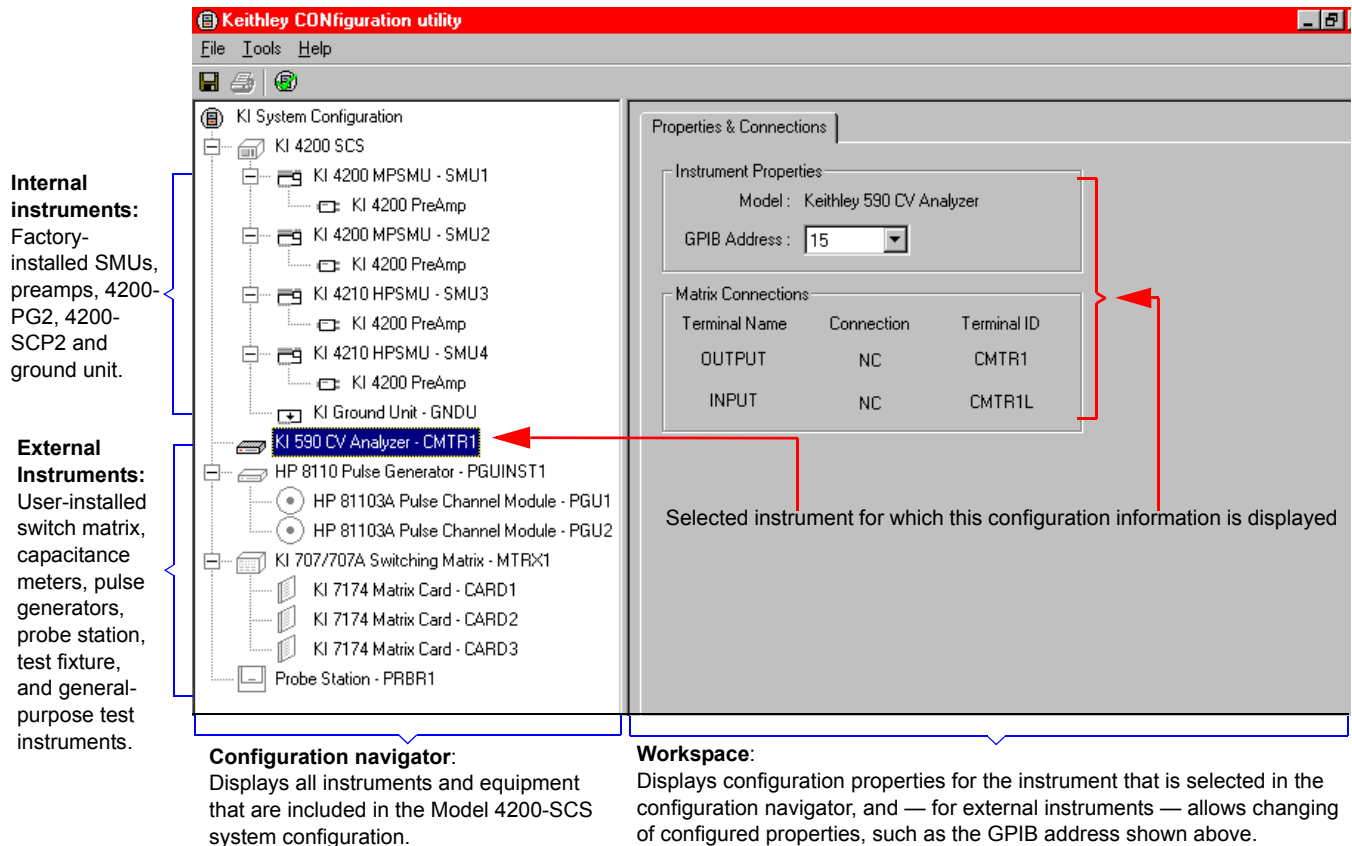 Keithley CONfiguration utility
File Tools Help
KI System Configuration
KI 4200 SCS
KI 4200 MPSMU - SMU1
KI 4200 PreAmp
KI 4200 MPSMU - SMU2
KI 4200 PreAmp
KI 4210 HPSMU - SMU3
KI 4200 PreAmp
KI 4210 HPSMU - SMU4
KI 4200 PreAmp
KI Ground Unit - GNDU
KI 590 CV Analyzer - CMTR1
HP 8110 Pulse Generator - PGUINST1
HP 81103A Pulse Channel Module - PGU1
HP 81103A Pulse Channel Module - PGU2
KI 707/707A Switching Matrix - MTRX1
KI 7174 Matrix Card - CARD1
KI 7174 Matrix Card - CARD2
KI 7174 Matrix Card - CARD3
Probe Station - PRBR1
Properties & Connections
Instrument Properties
Model : Keithley 590 CV Analyzer
GPIB Address : 15
Matrix Connections
Terminal Name Connection Terminal ID
OUTPUT NC CMTR1
INPUT NC CMTR1L
Selected instrument for which this configuration information is displayed
Internal
instruments:
Factory-
installed SMUs,
preamps, 4200-
PG2, 4200-
SCP2 and
ground unit.
External
Instruments:
User-installed
switch matrix,
capacitance
meters, pulse
generators,
probe station,
test fixture,
and general-
purpose test
instruments.
Configuration navigator:
Displays all instruments and equipment
that are included in the Model 4200-SCS
system configuration.
Workspace:
Displays configuration properties for the instrument that is selected in the
configuration navigator, and — for external instruments — allows changing
of configured properties, such as the GPIB address shown above.